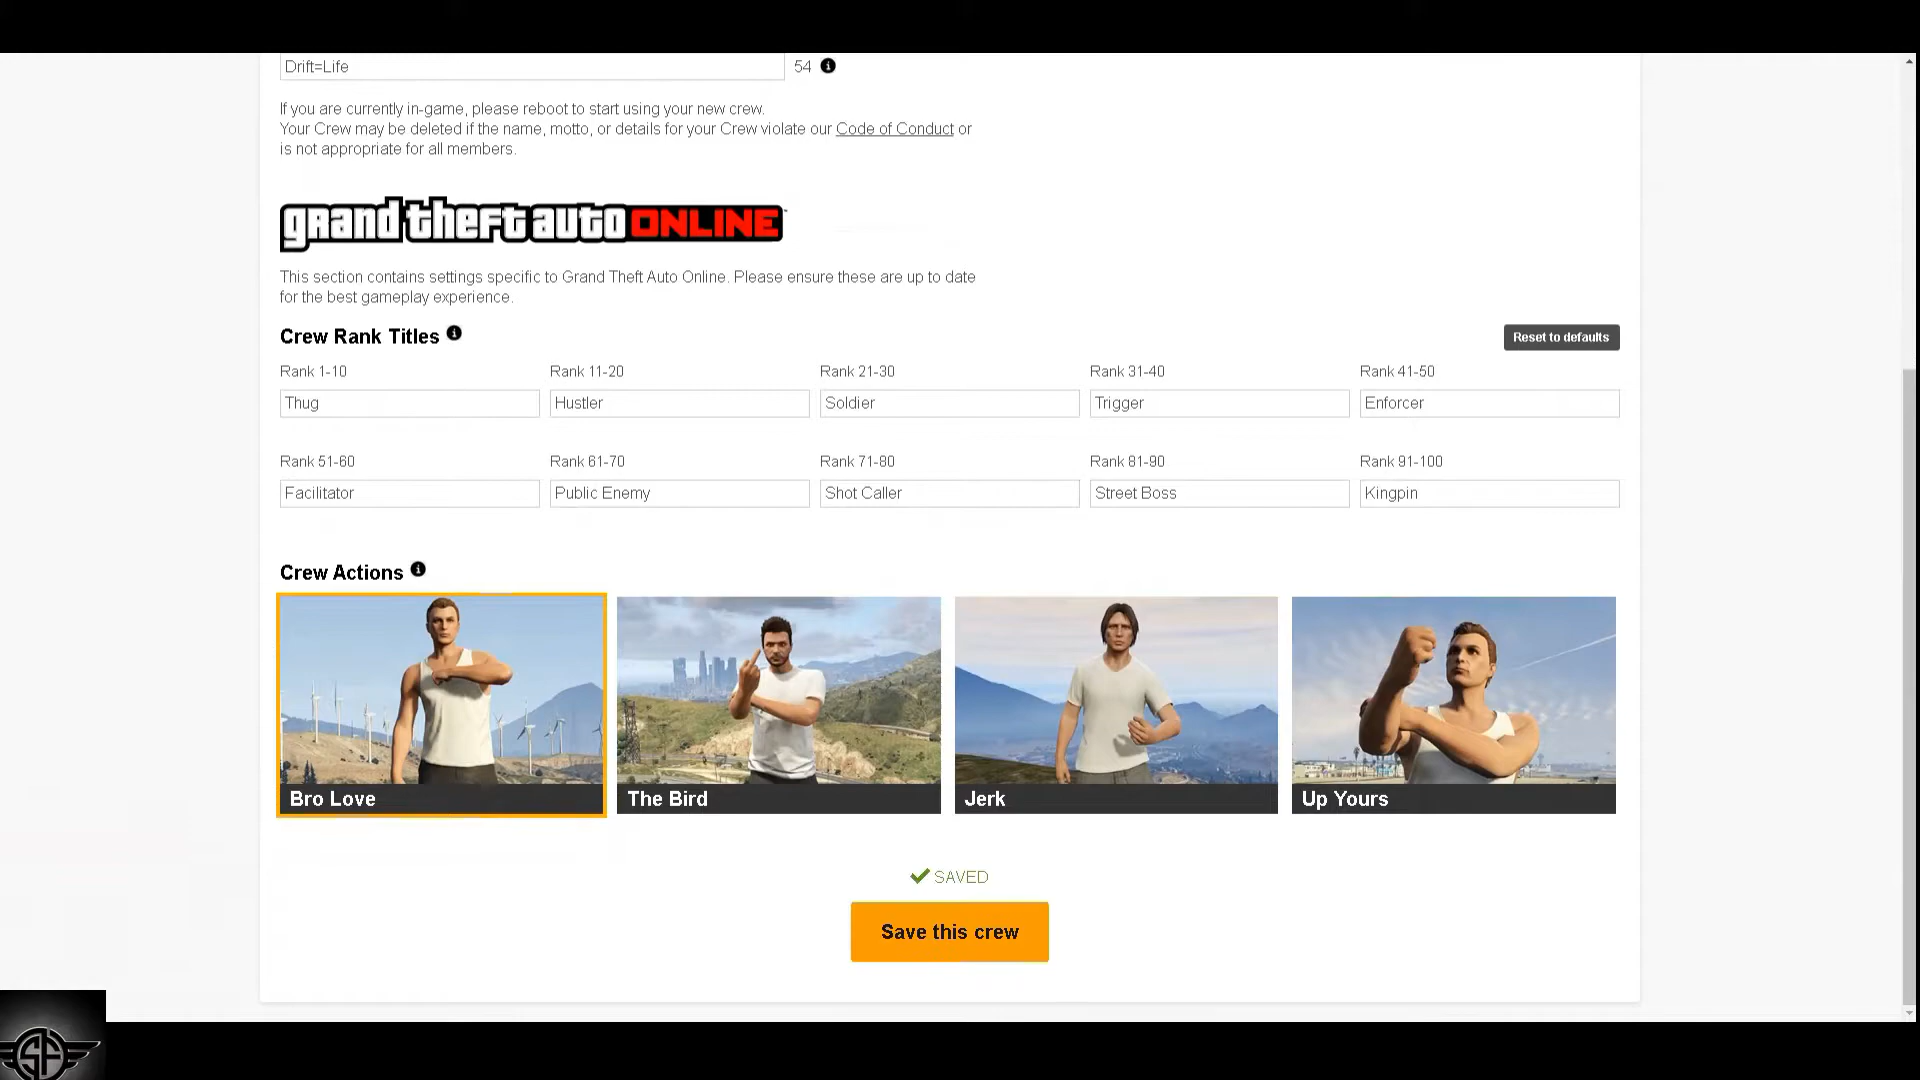 Drift=Life
54
If you are currently in-game, please reboot to start using your new crew.
Your Crew may be deleted if the name, motto, or details for your Crew violate our Code of Conduct or
is not appropriate for all members.
grand theft auto ONLINE
This section contains settings specific to Grand Theft Auto Online. Please ensure these are up to date
for the best gameplay experience.
Crew Rank Titles
Reset to defaults
Rank 1-10 Rank 11-20 Rank 21-30 Rank 31-40 Rank 41-50
Thug Hustler Soldier Trigger Enforcer
Rank 51-60 Rank 61-70 Rank 71-80 Rank 81-90 Rank 91-100
Facilitator Public Enemy Shot Caller Street Boss Kingpin
Crew Actions
Bro Love The Bird Jerk Up Yours
SAVED
Save this crew
SF